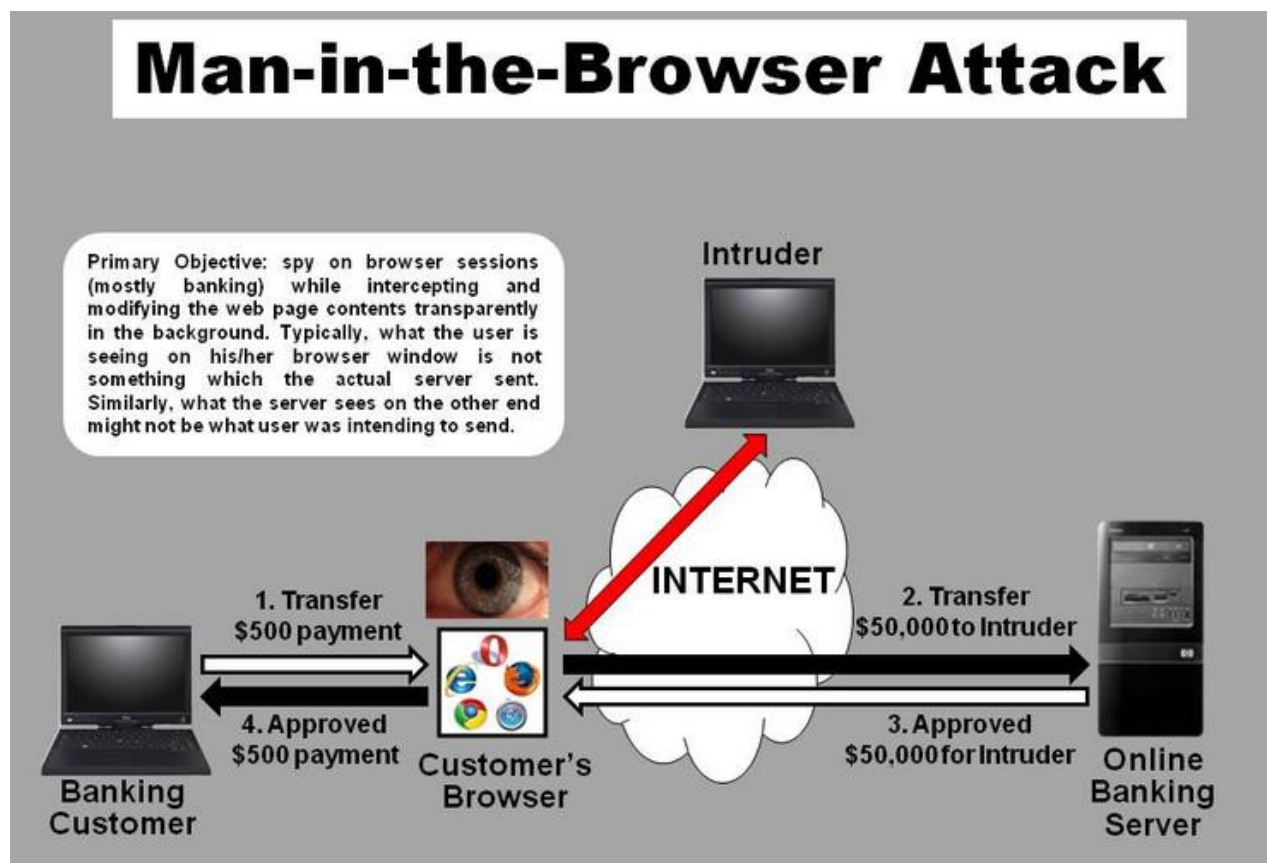 Man-in-the-Browser Attack
Primary Objective: spy on browser sessions
(mostly banking) while intercepting and
modifying the web page contents transparently
in the background. Typically, what the user is
seeing on his/her browser window is not
something which the actual server sent.
Similarly, what the server sees on the other end
might not be what user was intending to send.
Intruder
INTERNET
1. Transfer
$500 payment
2. Transfer
$50,000 to Intruder
4. Approved
$500 payment
3. Approved
$50,000 for Intruder
Banking
Customer
Customer's
Browser
Online
Banking
Server